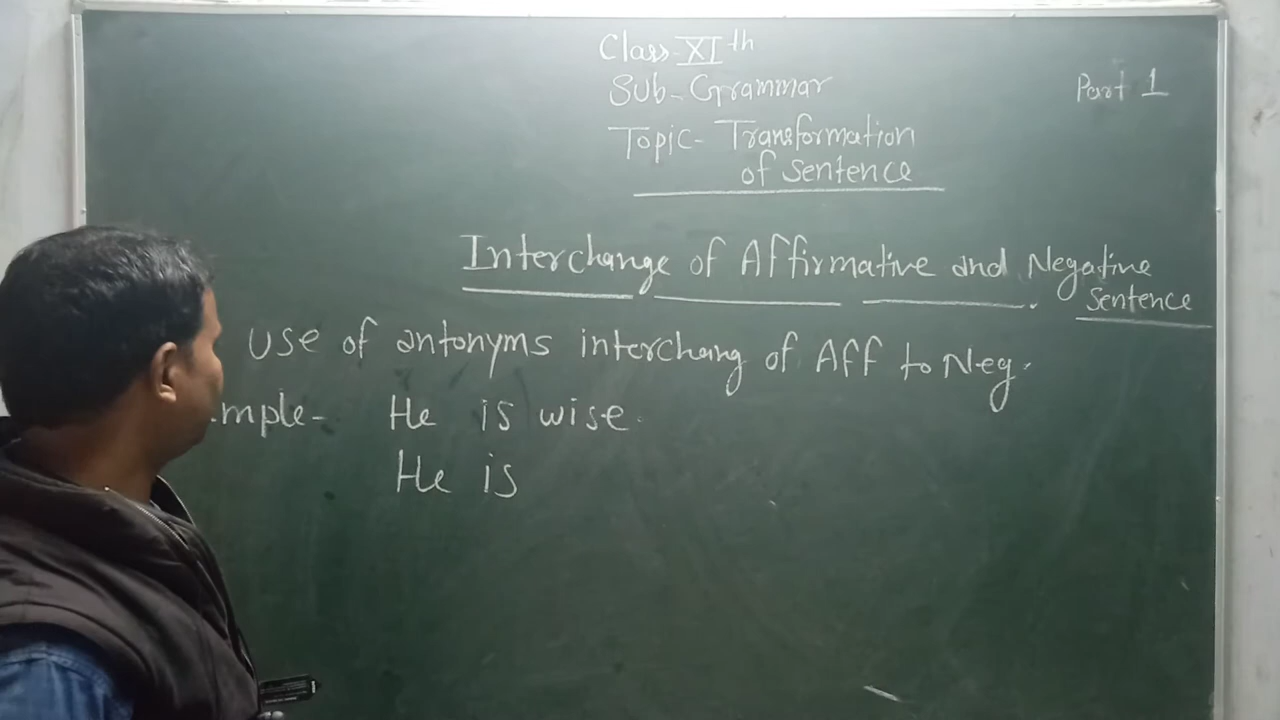 Class-XIth
Sub-Grammar
Part 1
Topic- Transformation
of Sentence
Interchange of Affirmative and Negative
Sentence
use of antonyms interchang of Aff to Neg.
mple- He is wise.
He is